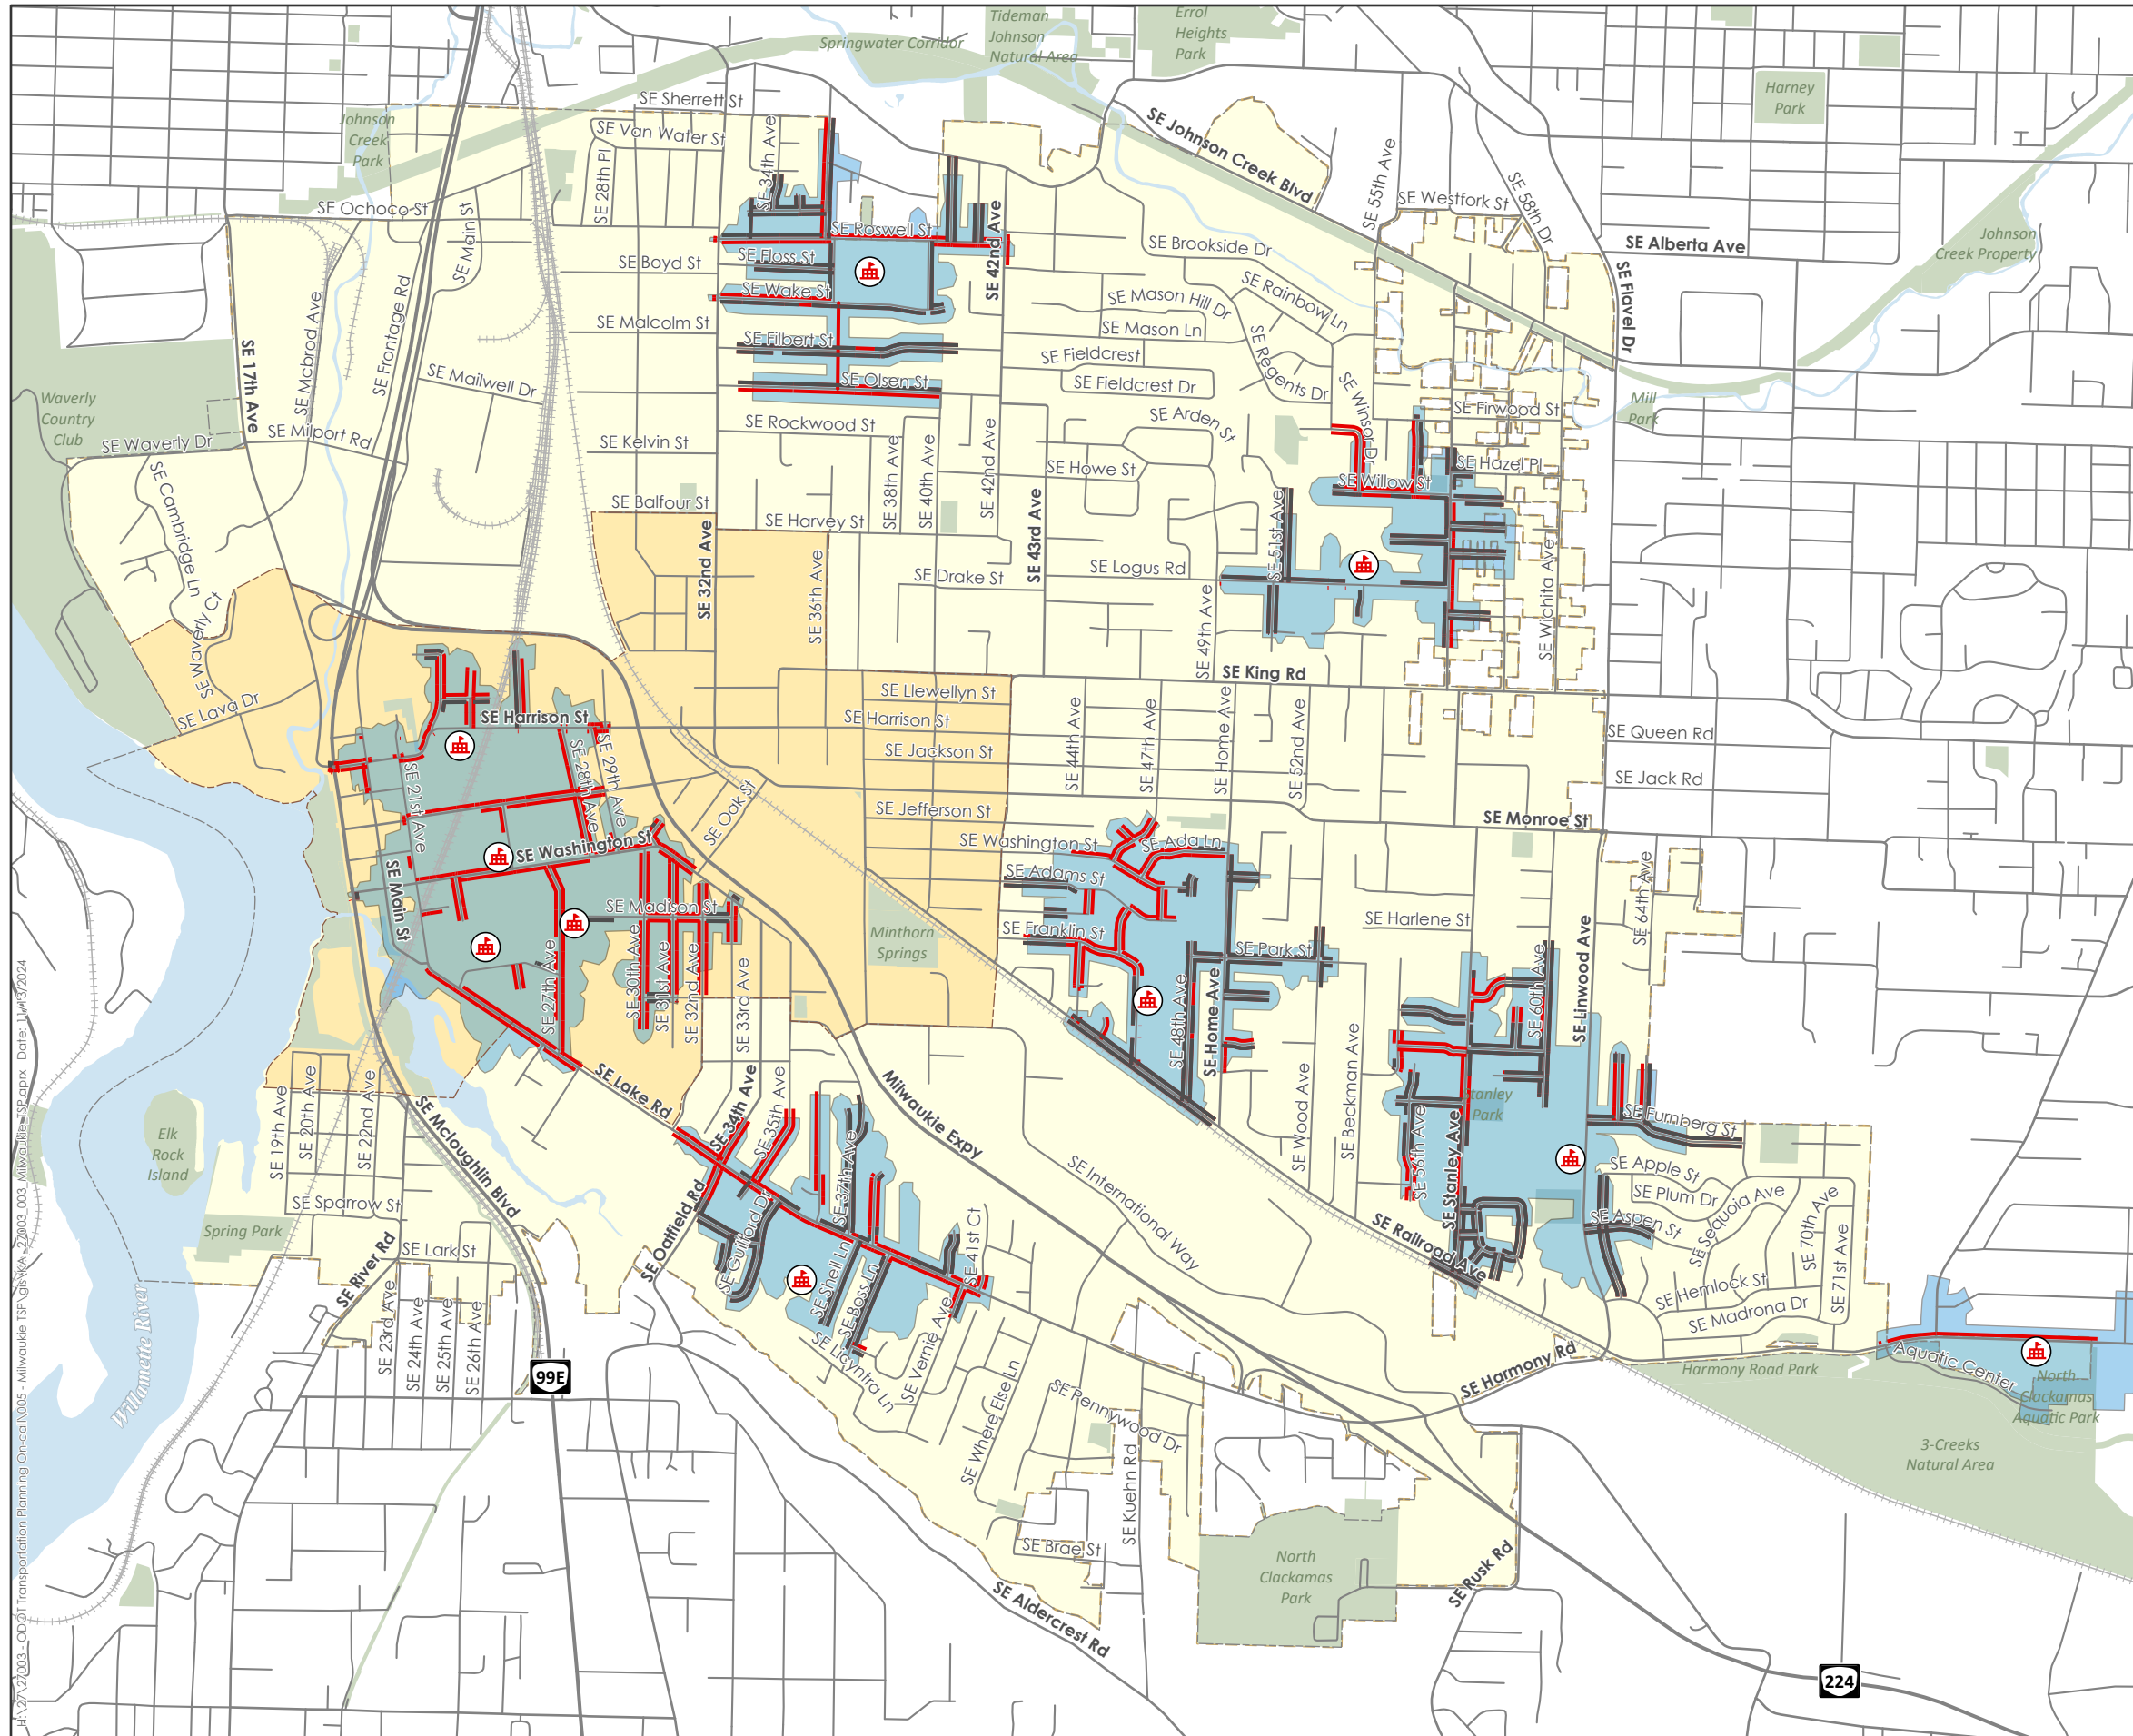 Tideman
Johnson
Natural Area
Errol
Heights
Park
Springwater Corridor
Harney
Park
SE Sherrett St
Johnson
Creek
Park
SE Van Water St
SE 34th Ave
SE 28th Pl
SE Johnson Creek Blvd
SE 55th Ave
SE Westfork St
SE 58th Dr
SE Ochoco St
SE Main St
SE Roswell St
SE 42nd Ave
SE Brookside Dr
SE Alberta Ave
Johnson
Creek Property
SE Floss St
SE Boyd St
SE Wake St
SE Mcbrod Ave
SE Frontage Rd
SE Rainbow Ln
SE Mason Hill Dr
SE Flavel Dr
SE Malcolm St
SE Mason Ln
SE Filbert St
SE 17th Ave
SE Fieldcrest
SE Regents Dr
SE Mailwell Dr
SE Olsen St
SE Fieldcrest Dr
SE Winsor Dr
Waverly
Country
Club
SE Firwood St
Mill
Park
SE Rockwood St
SE Arden St
SE Waverly Dr
SE Milport Rd
SE Kelvin St
SE 38th Ave
SE 40th Ave
SE 42nd Ave
SE Howe St
SE Hazel Pl
SE Willow St
SE Cambridge Ln
SE Balfour St
SE Harvey St
SE 43rd Ave
SE 51st Ave
SE 32nd Ave
SE 36th Ave
SE Drake St
SE Logus Rd
SE Wichita Ave
SE Waverly Ct
SE 49th Ave
SE King Rd
SE Lava Dr
SE Llewellyn St
SE Harrison St
SE Harrison St
SE 44th Ave
SE 47th Ave
SE Home Ave
SE 52nd Ave
SE Queen Rd
SE Jackson St
SE 21st Ave
SE 28th Ave
SE 29th Ave
SE Jack Rd
SE Oak St
SE Jefferson St
SE Monroe St
SE Washington St
SE Washington St
SE Ada Ln
SE Main St
SE Adams St
SE 64th Ave
SE Madison St
SE Harlene St
SE Franklin St
Minthorn
Springs
SE Park St
SE Linwood Ave
SE 27th Ave
SE 30th Ave
SE 31st Ave
SE 32nd Ave
SE 33rd Ave
SE 48th Ave
SE Home Ave
SE 60th Ave
SE Lake Rd
SE Wood Ave
SE Beckman Ave
Stanley
Park
SE Furnberg St
SE 19th Ave
SE 20th Ave
SE 22nd Ave
SE Mcloughlin Blvd
SE 34th Ave
SE 35th Ave
Milwaukie Expy
SE 56th Ave
SE Stanley Ave
Elk
Rock
Island
SE 37th Ave
SE International Way
SE Apple St
SE Plum Dr
SE Sequoia Ave
SE 70th Ave
SE Sparrow St
Spring Park
SE Oatfield Rd
SE Guilford Dr
SE Aspen St
SE 71st Ave
SE Lark St
SE River Rd
SE Shell Ln
SE Boss Ln
SE 41st Ct
SE Railroad Ave
SE Hemlock St
SE Madrona Dr
SE 23rd Ave
SE 24th Ave
SE 25th Ave
SE 26th Ave
SE Licyntra Ln
SE Vernie Ave
SE Harmony Rd
Harmony Road Park
Aquatic Center
North
Clackamas
Aquatic Park
99E
Willamette River
SE Where Else Ln
SE Pennywood Dr
SE Kuehn Rd
3-Creeks
Natural Area
SE Brae St
North
Clackamas
Park
SE Rusk Rd
SE Aldercrest Rd
224
H:\27\27003 - ODOT Transportation Planning On-call\005 - Milwaukie TSP\gis\KAI_27003_003_Milwaukie_TSP.aprx Date: 11/13/2024